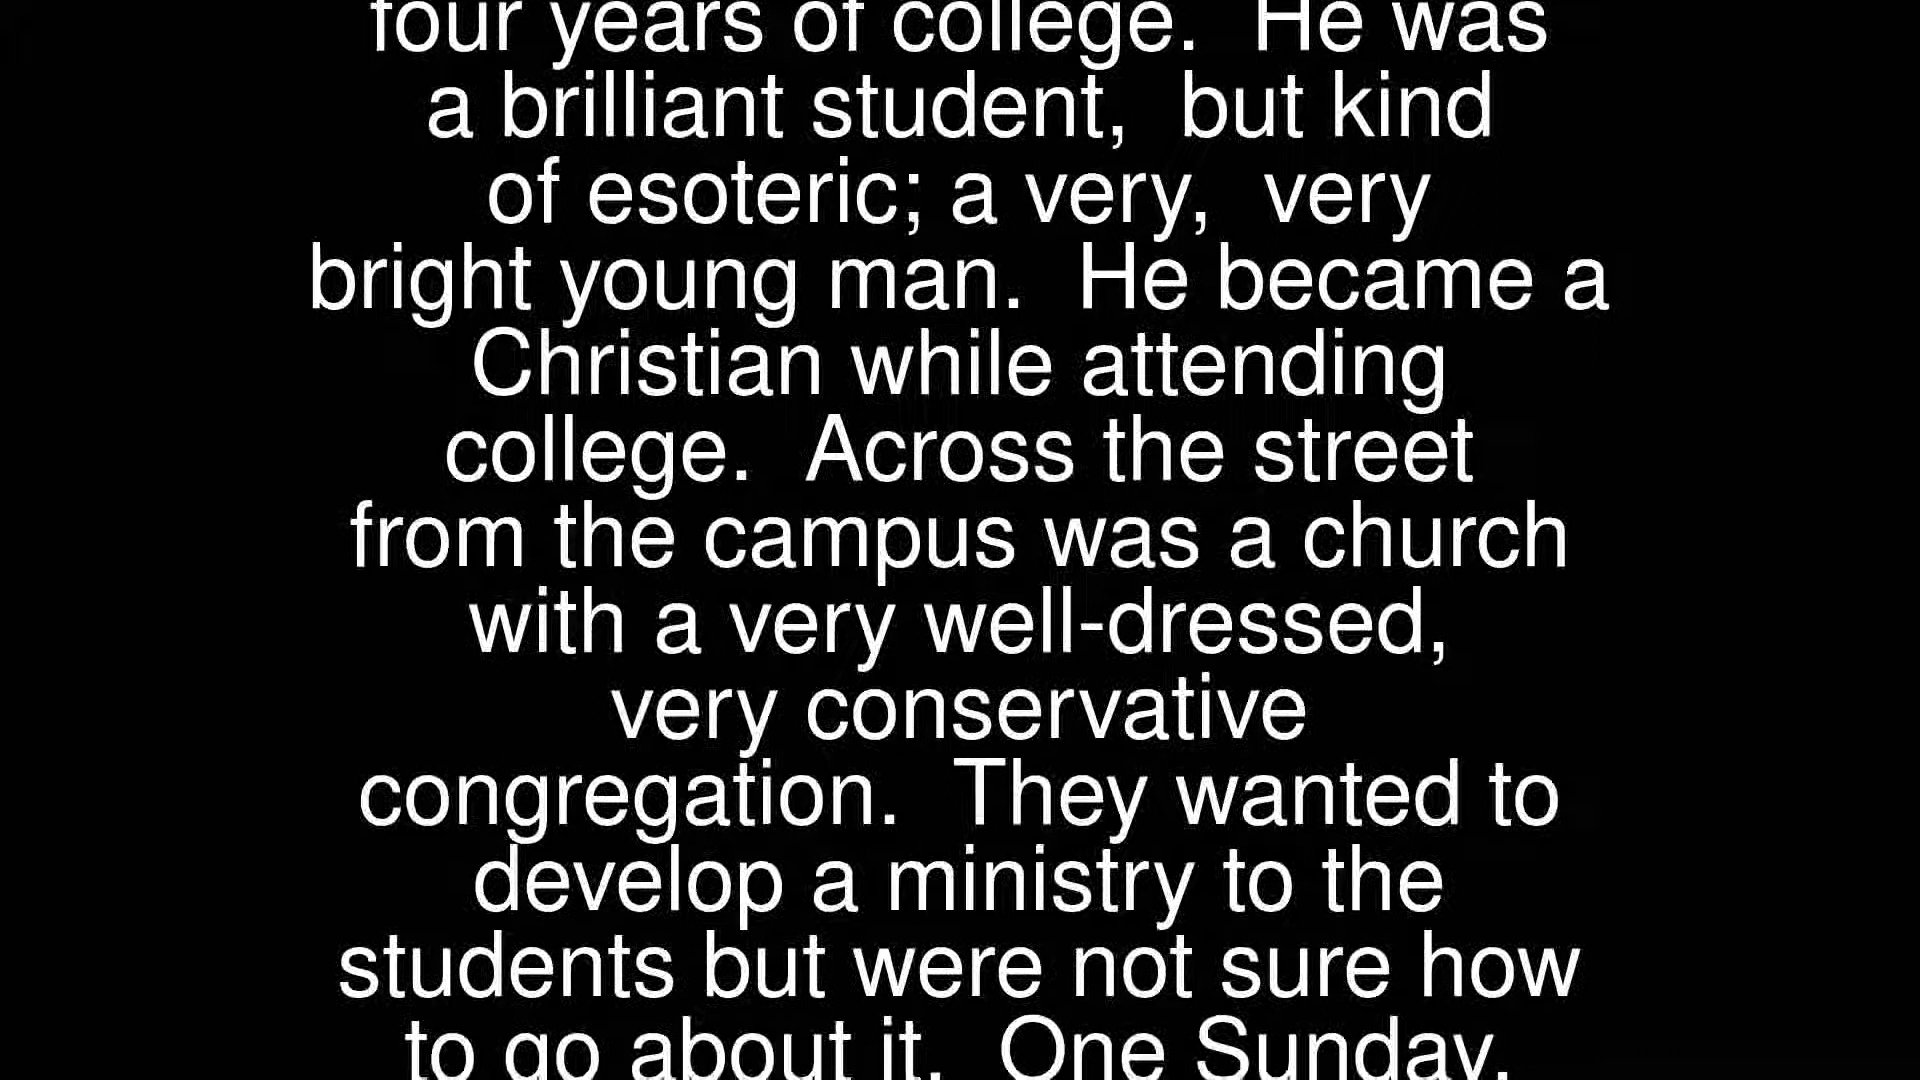 four years of college.  He was
a brilliant student,  but kind
of esoteric; a very,  very
bright young man.  He became a
Christian while attending
college.  Across the street
from the campus was a church
with a very well-dressed,
very conservative
congregation.  They wanted to
develop a ministry to the
students but were not sure how
to go about it.  One Sunday,